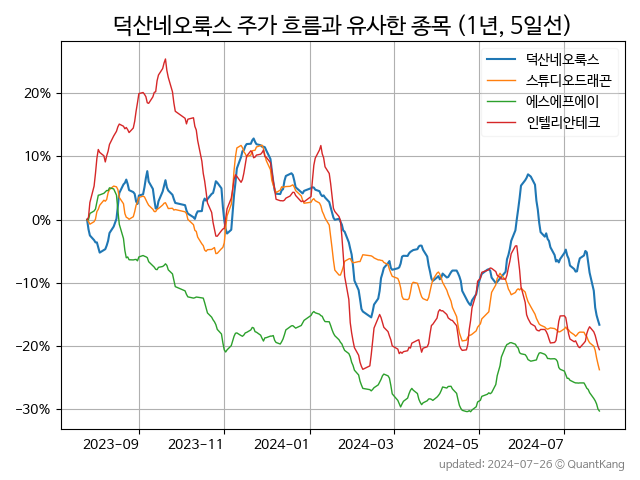 덕산네오룩스 주가 흐름과 유사한 종목 (1년, 5일선)
덕산네오룩스
스튜디오드래곤
에스에프에이
인텔리안테크
20%
10%
0%
−10%
−20%
−30%
2023-09
2023-11
2024-01
2024-03
2024-05
2024-07
updated: 2024-07-26 © QuantKang